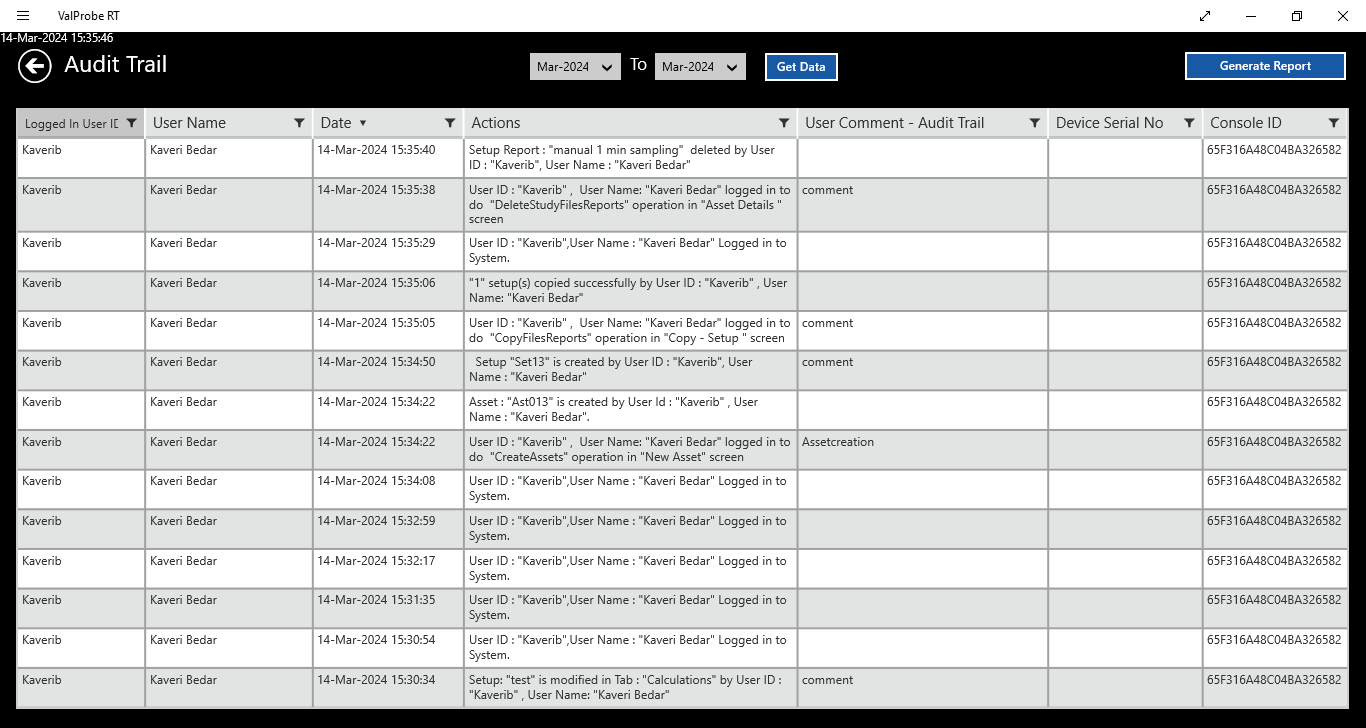 ValProbe RT
14-Mar-2024 15:35:46
Audit Trail
Mar-2024 To Mar-2024 Get Data Generate Report
Logged In User ID User Name Date Actions User Comment - Audit Trail Device Serial No Console ID
Kaverib Kaveri Bedar 14-Mar-2024 15:35:40 Setup Report : "manual 1 min sampling"  deleted by User 65F316A48C04BA326582
ID : "Kaverib", User Name : "Kaveri Bedar"
Kaverib Kaveri Bedar 14-Mar-2024 15:35:38 User ID : "Kaverib" ,  User Name: "Kaveri Bedar" logged in to comment 65F316A48C04BA326582
do  "DeleteStudyFilesReports" operation in "Asset Details "
screen
Kaverib Kaveri Bedar 14-Mar-2024 15:35:29 User ID : "Kaverib",User Name : "Kaveri Bedar" Logged in to 65F316A48C04BA326582
System.
Kaverib Kaveri Bedar 14-Mar-2024 15:35:06 "1" setup(s) copied successfully by User ID : "Kaverib" , User 65F316A48C04BA326582
Name: "Kaveri Bedar"
Kaverib Kaveri Bedar 14-Mar-2024 15:35:05 User ID : "Kaverib" ,  User Name: "Kaveri Bedar" logged in to comment 65F316A48C04BA326582
do  "CopyFilesReports" operation in "Copy - Setup " screen
Kaverib Kaveri Bedar 14-Mar-2024 15:34:50 Setup "Set13" is created by User ID : "Kaverib", User comment 65F316A48C04BA326582
Name : "Kaveri Bedar"
Kaverib Kaveri Bedar 14-Mar-2024 15:34:22 Asset : "Ast013" is created by User Id : "Kaverib" , User 65F316A48C04BA326582
Name : "Kaveri Bedar".
Kaverib Kaveri Bedar 14-Mar-2024 15:34:22 User ID : "Kaverib" ,  User Name: "Kaveri Bedar" logged in to Assetcreation 65F316A48C04BA326582
do  "CreateAssets" operation in "New Asset" screen
Kaverib Kaveri Bedar 14-Mar-2024 15:34:08 User ID : "Kaverib",User Name : "Kaveri Bedar" Logged in to 65F316A48C04BA326582
System.
Kaverib Kaveri Bedar 14-Mar-2024 15:32:59 User ID : "Kaverib",User Name : "Kaveri Bedar" Logged in to 65F316A48C04BA326582
System.
Kaverib Kaveri Bedar 14-Mar-2024 15:32:17 User ID : "Kaverib",User Name : "Kaveri Bedar" Logged in to 65F316A48C04BA326582
System.
Kaverib Kaveri Bedar 14-Mar-2024 15:31:35 User ID : "Kaverib",User Name : "Kaveri Bedar" Logged in to 65F316A48C04BA326582
System.
Kaverib Kaveri Bedar 14-Mar-2024 15:30:54 User ID : "Kaverib",User Name : "Kaveri Bedar" Logged in to 65F316A48C04BA326582
System.
Kaverib Kaveri Bedar 14-Mar-2024 15:30:34 Setup: "test" is modified in Tab : "Calculations" by User ID : comment 65F316A48C04BA326582
"Kaverib" , User Name: "Kaveri Bedar"